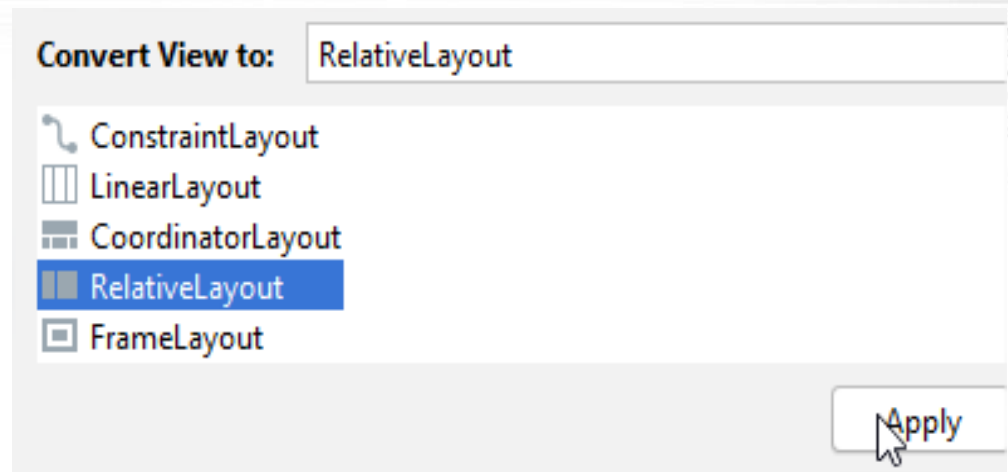 Convert View to: RelativeLayout
ConstraintLayout
LinearLayout
CoordinatorLayout
RelativeLayout
FrameLayout
Apply